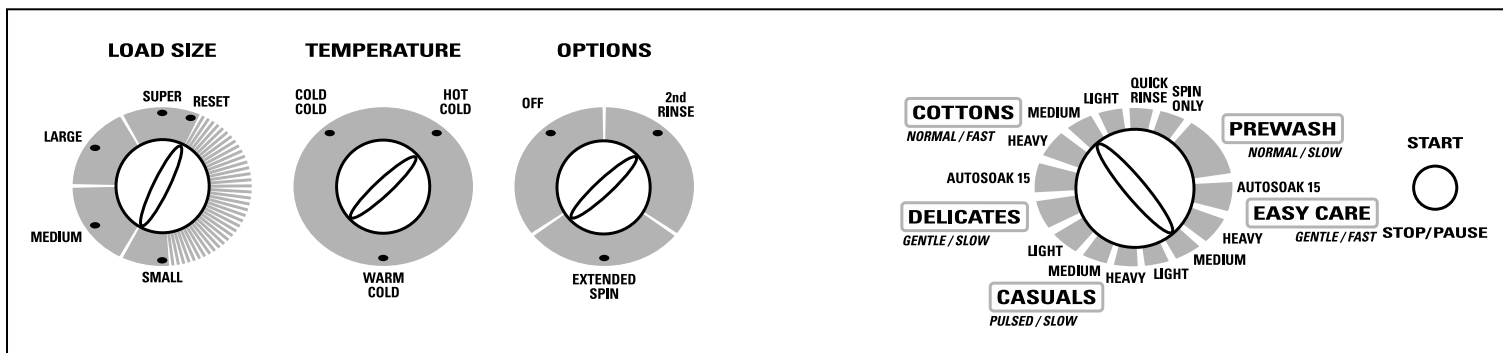 LOAD SIZE
SUPER
RESET
LARGE
MEDIUM
SMALL
TEMPERATURE
COLD
COLD
HOT
COLD
WARM
COLD
OPTIONS
OFF
2nd
RINSE
EXTENDED
SPIN
COTTONS
NORMAL / FAST
HEAVY
MEDIUM
LIGHT
QUICK
RINSE
SPIN
ONLY
PREWASH
NORMAL / SLOW
AUTOSOAK 15
EASY CARE
GENTLE / FAST
HEAVY
MEDIUM
LIGHT
CASUALS
PULSED / SLOW
HEAVY
MEDIUM
LIGHT
DELICATES
GENTLE / SLOW
AUTOSOAK 15
START
STOP/PAUSE